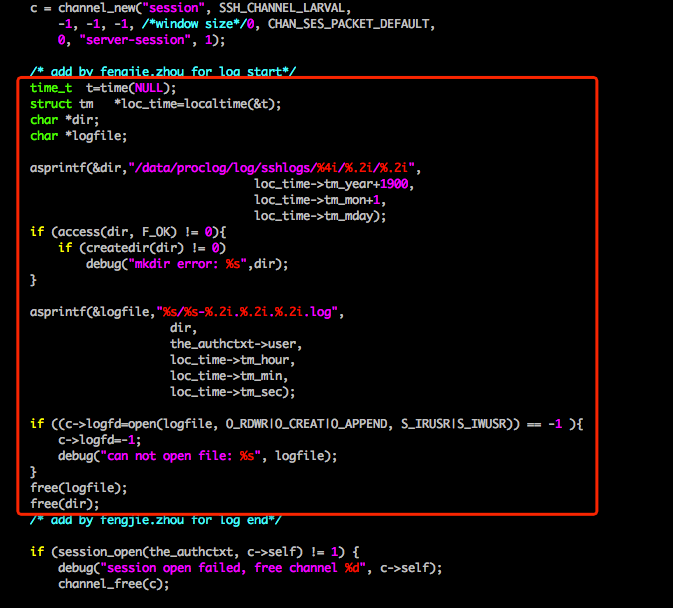 c = channel_new("session", SSH_CHANNEL_LARVAL,
-1, -1, -1, /*window size*/0, CHAN_SES_PACKET_DEFAULT,
0, "server-session", 1);
/* add by fengjie.zhou for log start*/
time_t  t=time(NULL);
struct tm   *loc_time=localtime(&t);
char *dir;
char *logfile;
asprintf(&dir,"/data/proclog/log/sshlogs/%4i/%.2i/%.2i",
loc_time->tm_year+1900,
loc_time->tm_mon+1,
loc_time->tm_mday);
if (access(dir, F_OK) != 0){
if (createdir(dir) != 0)
debug("mkdir error: %s",dir);
}
asprintf(&logfile,"%s/%s-%.2i.%.2i.%.2i.log",
dir,
the_authctxt->user,
loc_time->tm_hour,
loc_time->tm_min,
loc_time->tm_sec);
if ((c->logfd=open(logfile, O_RDWR|O_CREAT|O_APPEND, S_IRUSR|S_IWUSR)) == -1 ){
c->logfd=-1;
debug("can not open file: %s", logfile);
}
free(logfile);
free(dir);
/* add by fengjie.zhou for log end*/
if (session_open(the_authctxt, c->self) != 1) {
debug("session open failed, free channel %d", c->self);
channel_free(c);